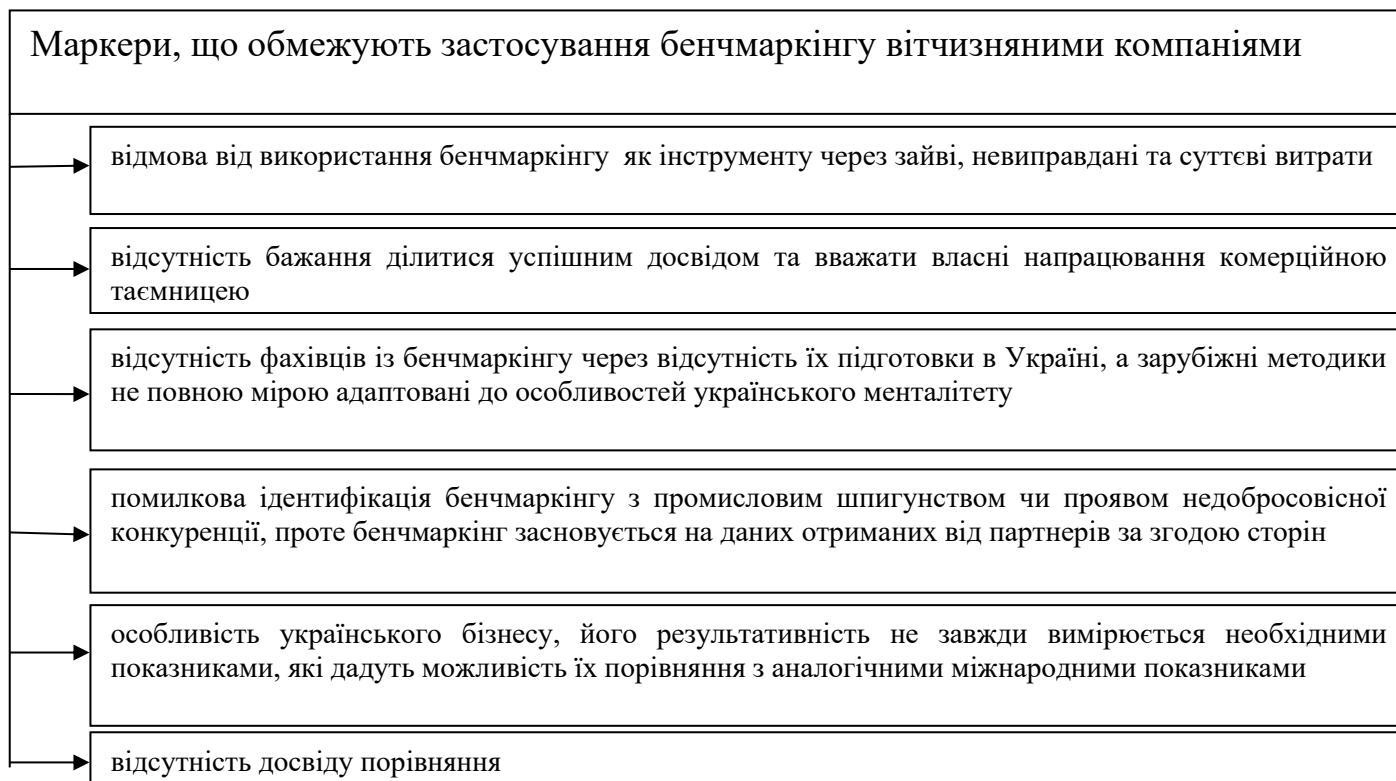 Маркери, що обмежують застосування бенчмаркінгу вітчизняними компаніями
відмова від використання бенчмаркінгу як інструменту через зайві, невиправдані та суттєві витрати
відсутність бажання ділитися успішним досвідом та вважати власні напрацювання комерційною
таємницею
відсутність фахівців із бенчмаркінгу через відсутність їх підготовки в Україні, а зарубіжні методики
не повною мірою адаптовані до особливостей українського менталітету
помилкова ідентифікація бенчмаркінгу з промисловим шпигунством чи проявом недобросовісної
конкуренції, проте бенчмаркінг засновується на даних отриманих від партнерів за згодою сторін
особливість українського бізнесу, його результативність не завжди вимірюється необхідними
показниками, які дадуть можливість їх порівняння з аналогічними міжнародними показниками
відсутність досвіду порівняння